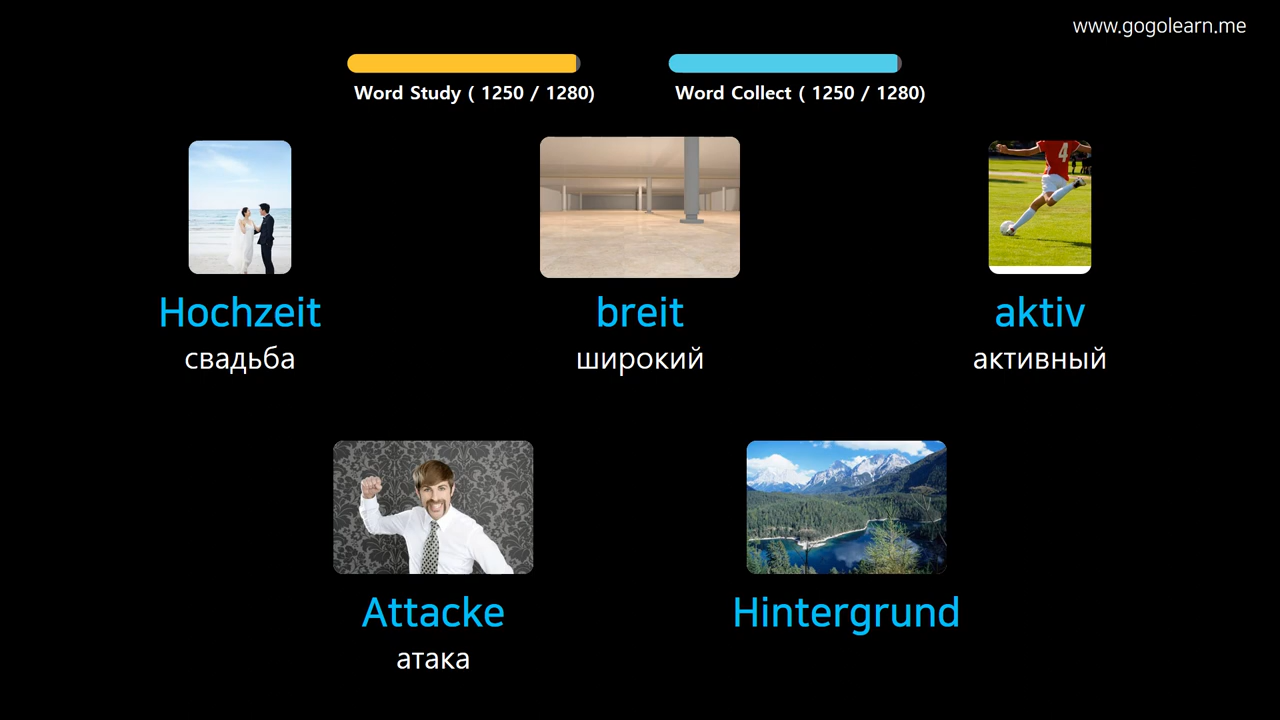 www.gogolearn.me
Word Study ( 1250 / 1280)
Word Collect ( 1250 / 1280)
4
Hochzeit
свадьба
breit
широкий
aktiv
активный
Attacke
атака
Hintergrund